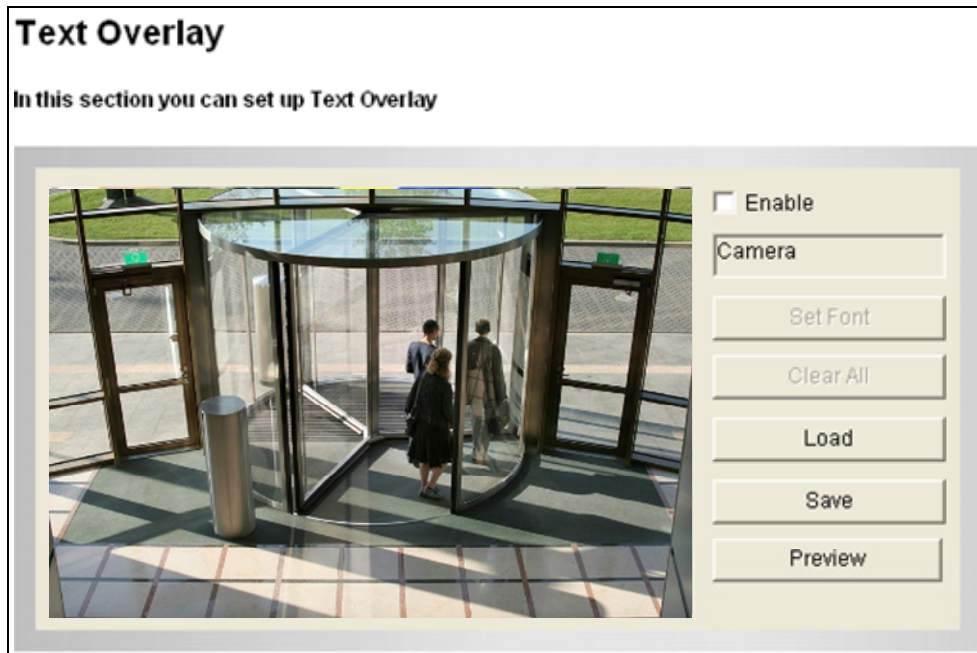 Text Overlay
In this section you can set up Text Overlay
Enable
Camera
Set Font
Clear All
Load
Save
Preview